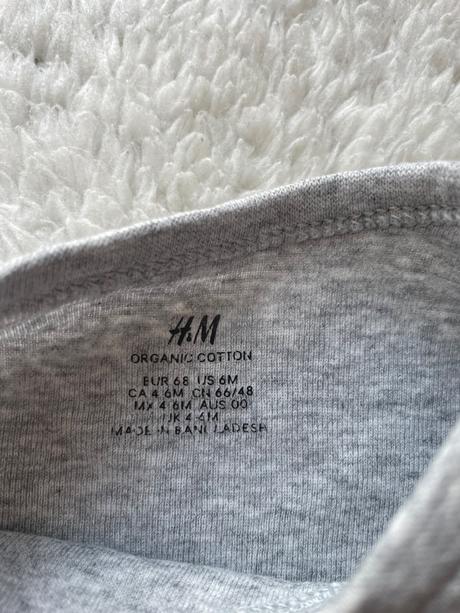 H&M
ORGANIC COTTON
EUR 68 US 6M
CA 4-6M CN 66/48
MX 4-6M AUS 00
UK 4-6M
MADE IN BANGLADESH